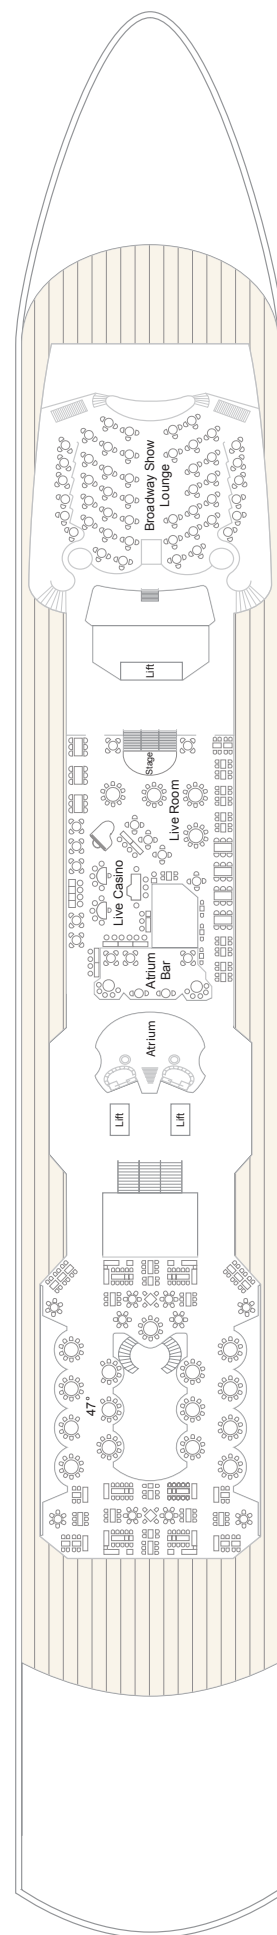 Broadway Show
Lounge
Lift
Stage
Live Room
Live Casino
Atrium
Bar
Atrium
Lift
Lift
47°